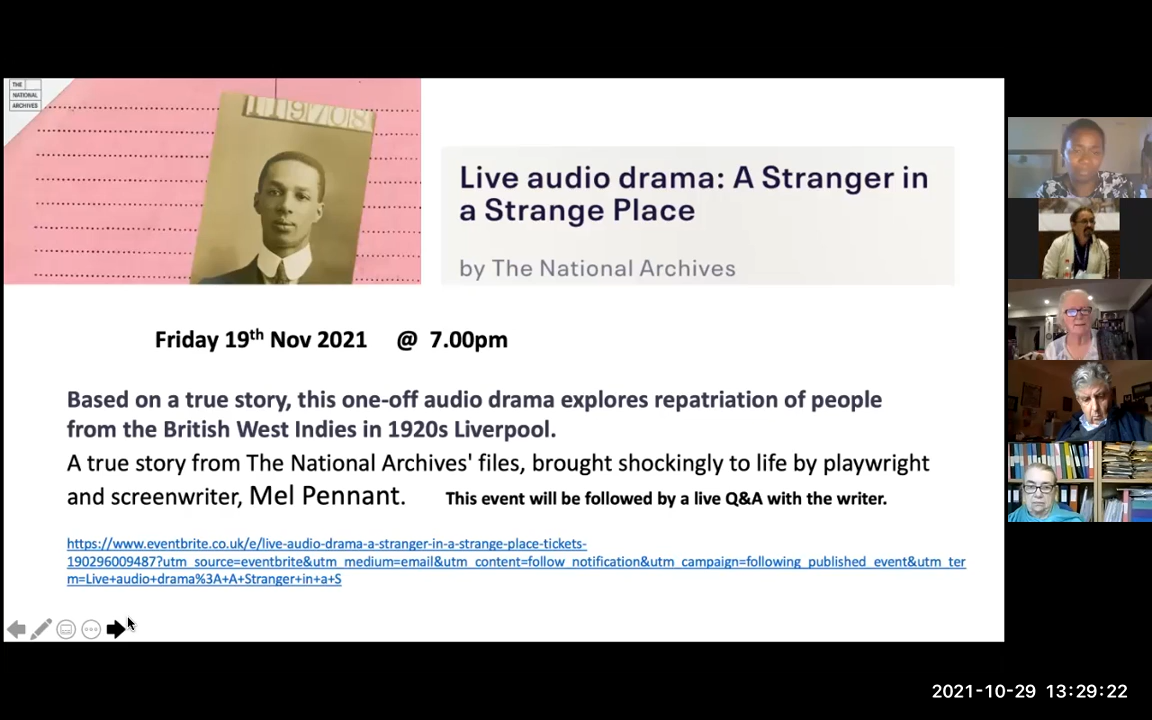 THE
NATIONAL
ARCHIVES
119708
Live audio drama: A Stranger in
a Strange Place
by The National Archives
Friday 19th Nov 2021 @ 7.00pm
Based on a true story, this one-off audio drama explores repatriation of people
from the British West Indies in 1920s Liverpool.
A true story from The National Archives' files, brought shockingly to life by playwright
and screenwriter, Mel Pennant. This event will be followed by a live Q&A with the writer.
https://www.eventbrite.co.uk/e/live-audio-drama-a-stranger-in-a-strange-place-tickets-
190296009487?utm_source=eventbrite&utm_medium=email&utm_content=follow_notification&utm_campaign=following_published_event&utm_ter
m=Live+audio+drama%3A+A+Stranger+in+a+S
2021-10-29 13:29:22